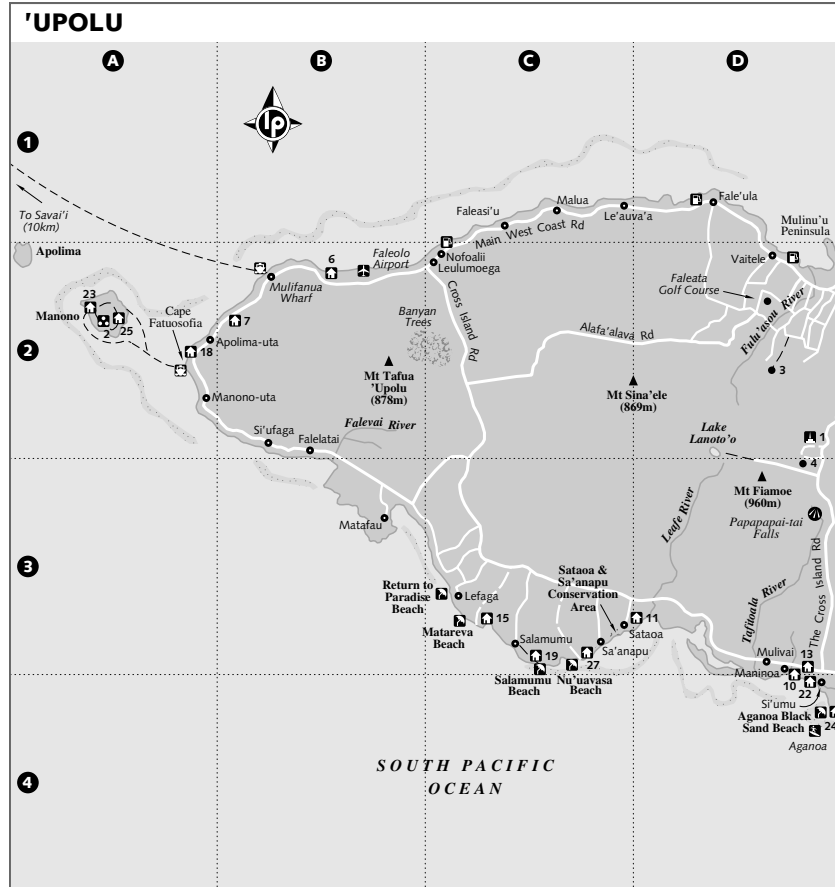 'UPOLU
A
B
C
D
1
2
3
4
lp
To Savai'i
(10km)
Apolima
Manono
23
2
25
Cape
Fatuosofia
18
7
Apolima-uta
Manono-uta
Mulifanua
Wharf
6
Faleolo
Airport
Banyan
Trees
Mt Tafua
'Upolu
(878m)
Falevai River
Si'ufaga
Falelatai
Matafau
Nofoalii
Leulumoega
Faleasi'u
Malua
Le'auva'a
Main West Coast Rd
Fale'ula
Mulinu'u
Peninsula
Vaitele
Faleata
Golf Course
Fulu'asou River
3
Cross Island Rd
Alafa'alava Rd
Mt Sina'ele
(869m)
Lake
Lanoto'o
1
4
Mt Fiamoe
(960m)
Papapapai-tai
Falls
Leafe River
Tafitoala River
The Cross Island Rd
Return to
Paradise
Beach
Lefaga
Matareva
Beach
15
Salamumu
19
Salamumu
Beach
Nu'uavasa
Beach
27
Sa'anapu
Sataoa &
Sa'anapu
Conservation
Area
11
Sataoa
Mulivai
Maninoa
13
10
22
Si'umu
Aganoa Black
Sand Beach
24
Aganoa
SOUTH PACIFIC
OCEAN